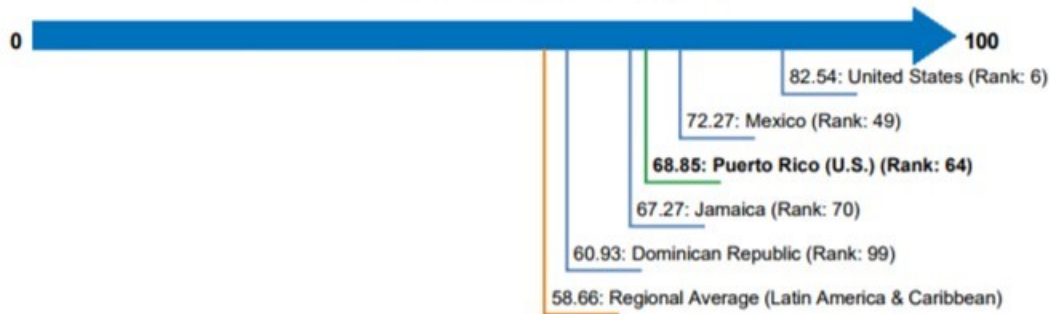 0 100
82.54: United States (Rank: 6)
72.27: Mexico (Rank: 49)
68.85: Puerto Rico (U.S.) (Rank: 64)
67.27: Jamaica (Rank: 70)
60.93: Dominican Republic (Rank: 99)
58.66: Regional Average (Latin America & Caribbean)